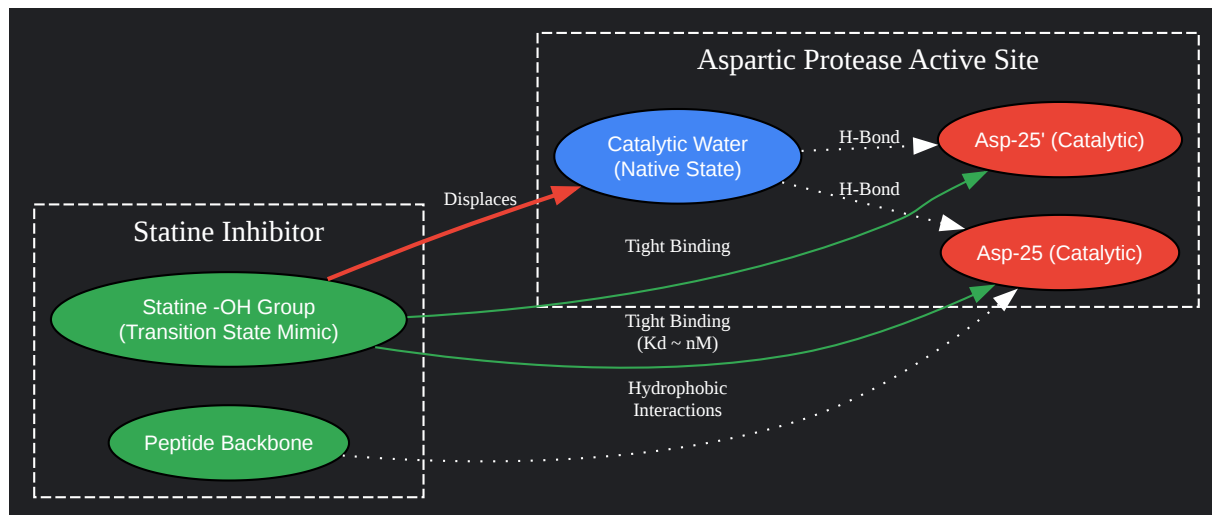 Aspartic Protease Active Site
Catalytic Water
(Native State)
H-Bond
Asp-25' (Catalytic)
H-Bond
Displaces
Statine Inhibitor
Tight Binding
Asp-25 (Catalytic)
Statine -OH Group
(Transition State Mimic)
Tight Binding
(Kd ~ nM)
Hydrophobic
Interactions
Peptide Backbone